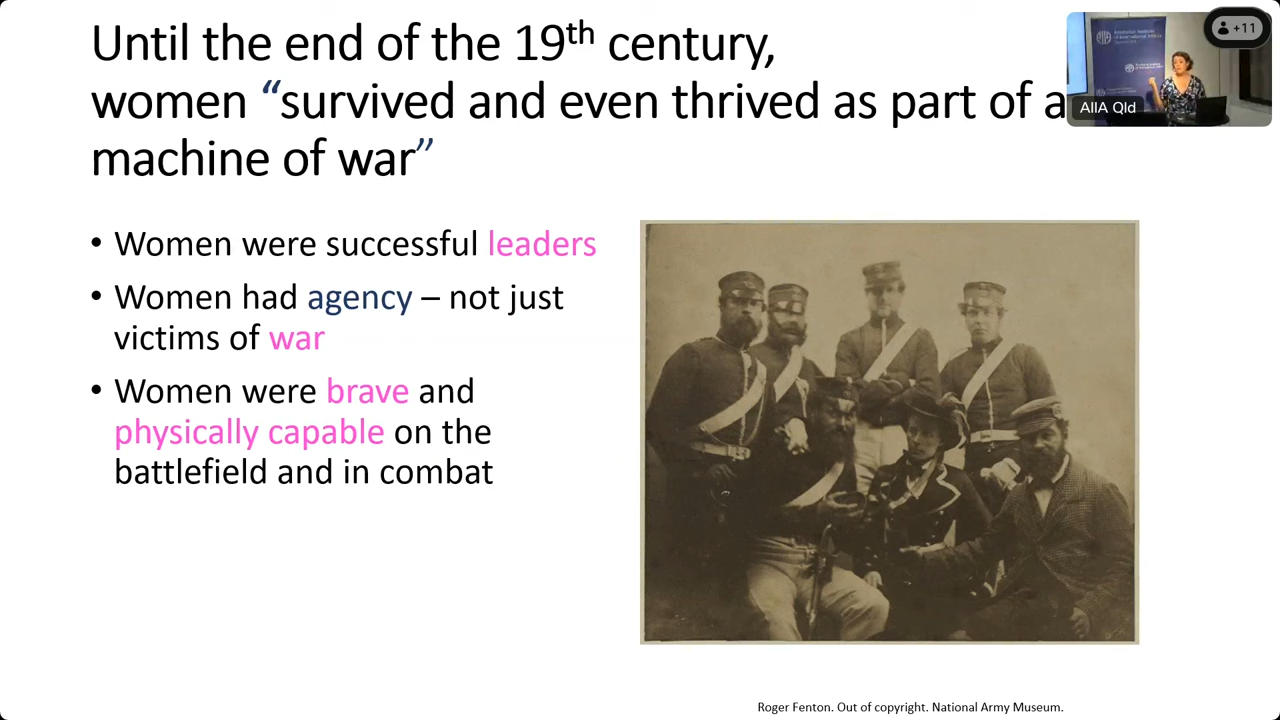 Until the end of the 19th century,
women “survived and even thrived as part of a
machine of war”
• Women were successful leaders
• Women had agency – not just
victims of war
• Women were brave and
physically capable on the
battlefield and in combat
Roger Fenton. Out of copyright. National Army Museum.
+11
AIIA Qld